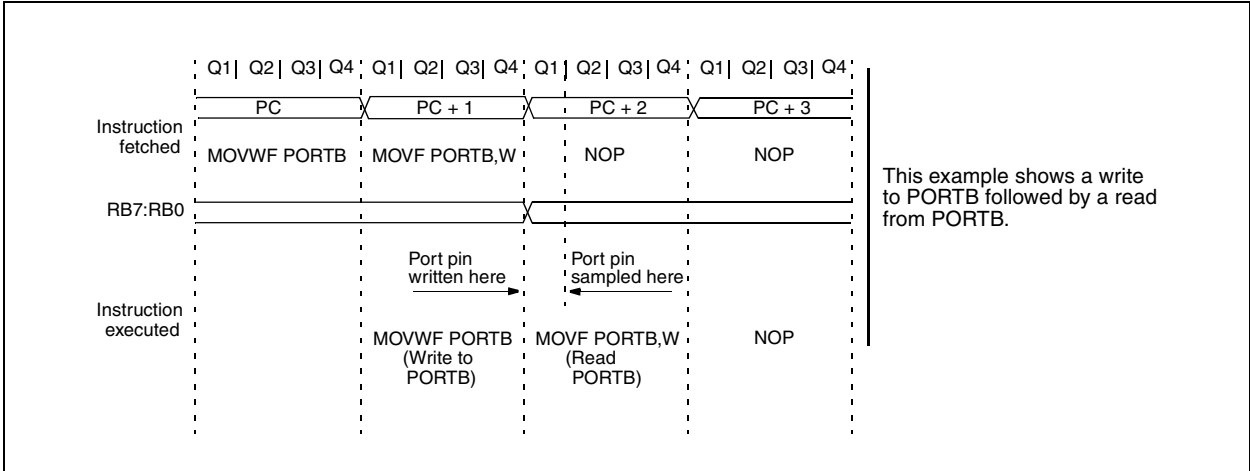 Q1| Q2| Q3| Q4 Q1| Q2| Q3| Q4 Q1| Q2| Q3| Q4 Q1| Q2| Q3| Q4
PC PC + 1 PC + 2 PC + 3
Instruction
fetched
MOVWF PORTB MOVF PORTB,W NOP NOP
This example shows a write
to PORTB followed by a read
from PORTB.
RB7:RB0
Port pin
written here
Port pin
sampled here
Instruction
executed
MOVWF PORTB
(Write to
PORTB)
MOVF PORTB,W
(Read
PORTB)
NOP